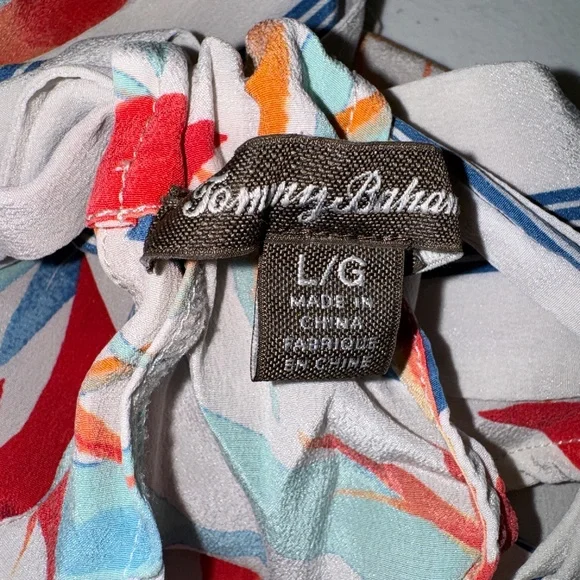 Tommy Baham
L/G
MADE IN
CHINA
FABRIQUE
EN CHINE